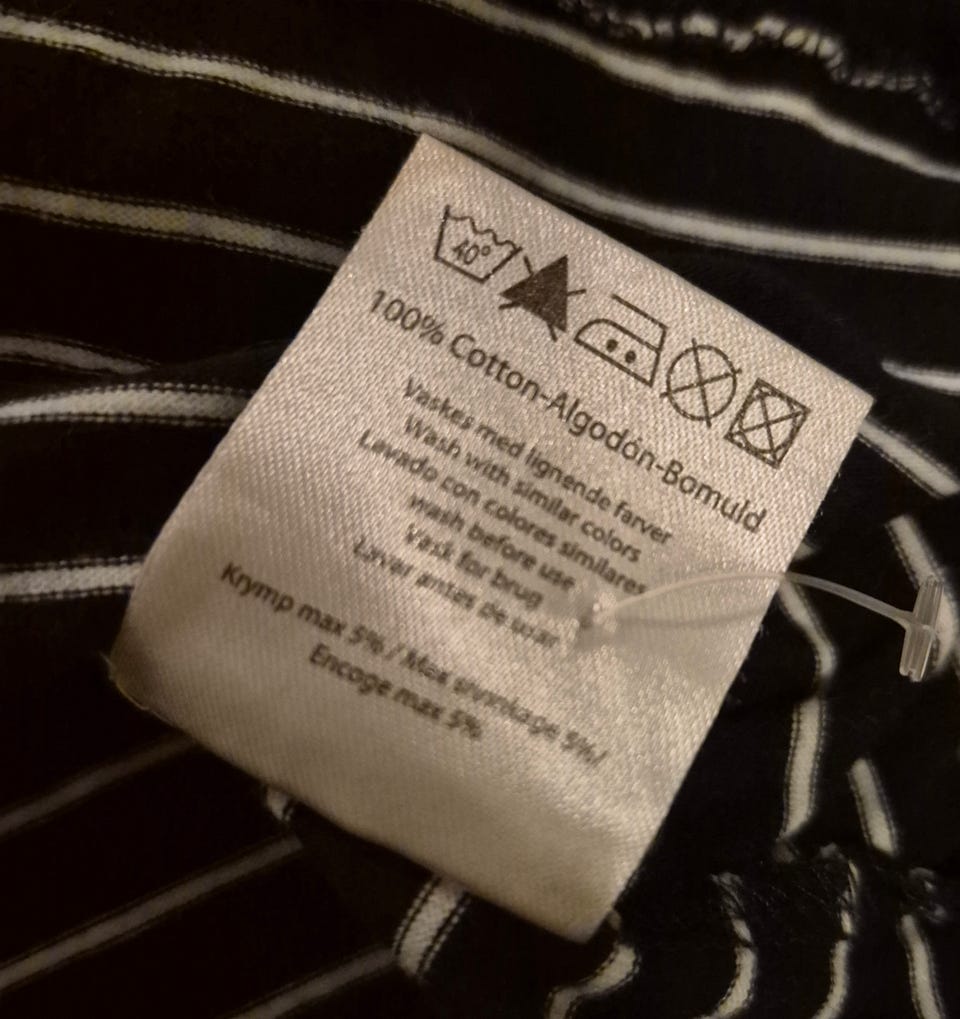 40°
100% Cotton-Algodón-Bomuld
Vaskes med lignende farver
Wash with similar colors
Lavado con colores similares
wash before use
Vask før brug
Lavar antes de usar
Krymp max 5% / Max shrinkage 5%/
Encoge max 5%